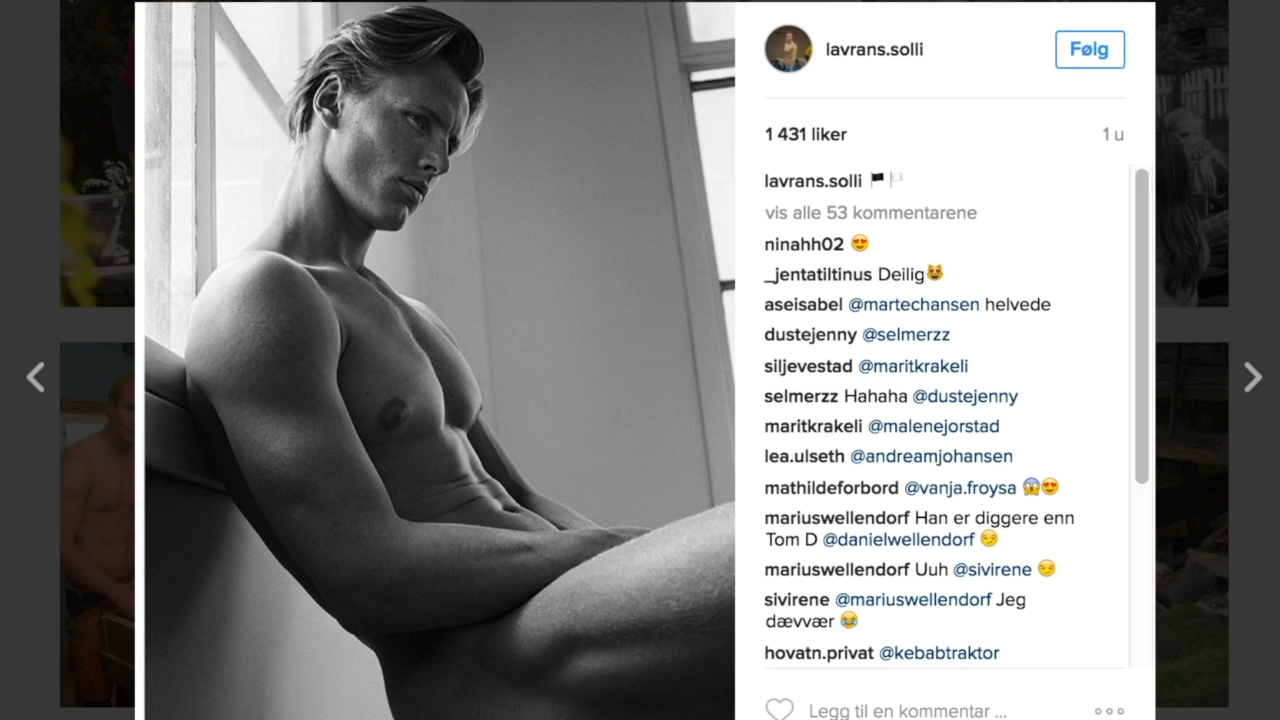 lavrans.solli
Følg
1 431 liker
1 u
lavrans.solli 🏴🏳
vis alle 53 kommentarene
ninahh02 😍
_jentatiltinus Deilig😻
aseisabel @martechansen helvede
dustejenny @selmerzz
siljevestad @maritkrakeli
selmerzz Hahaha @dustejenny
maritkrakeli @malenejorstad
lea.ulseth @andreamjohansen
mathildeforbord @vanja.froysa 😱😍
mariuswellendorf Han er diggere enn
Tom D @danielwellendorf 😏
mariuswellendorf Uuh @sivirene 😏
sivirene @mariuswellendorf Jeg
dævvær 😂
hovatn.privat @kebabtraktor
Legg til en kommentar ...